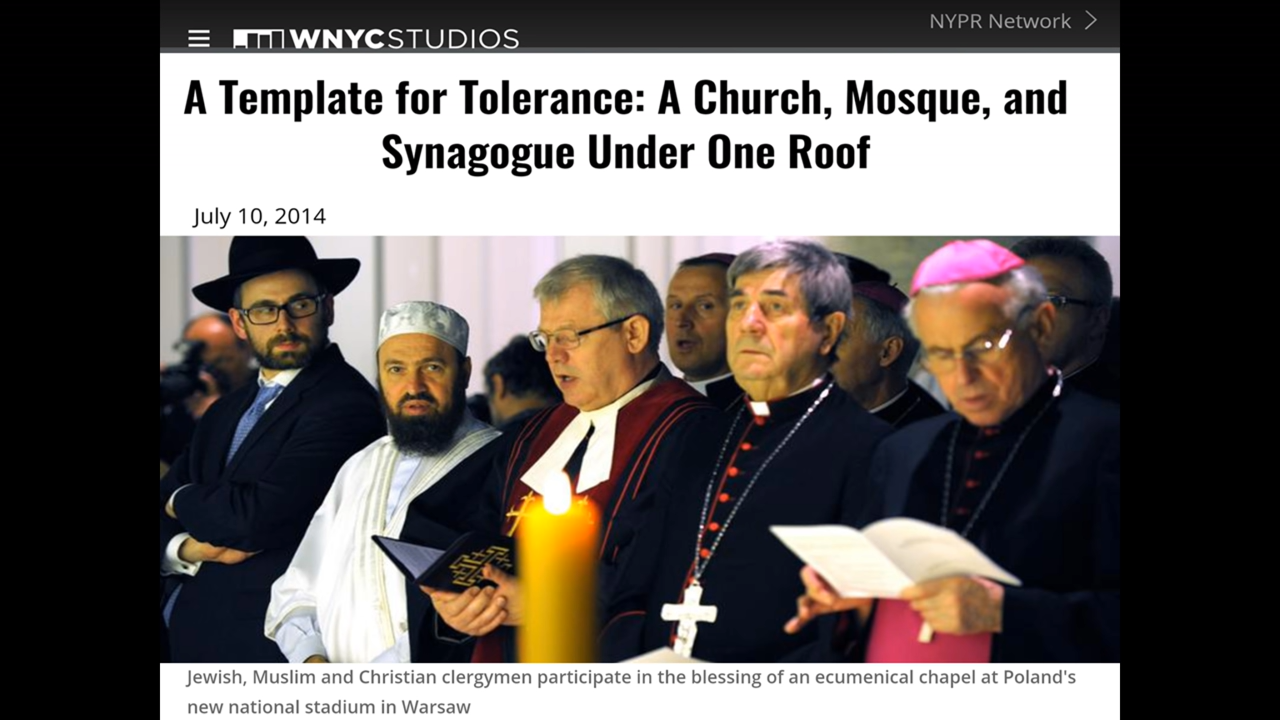 NYPR Network
WNYCSTUDIOS
A Template for Tolerance: A Church, Mosque, and
Synagogue Under One Roof
July 10, 2014
Jewish, Muslim and Christian clergymen participate in the blessing of an ecumenical chapel at Poland's
new national stadium in Warsaw